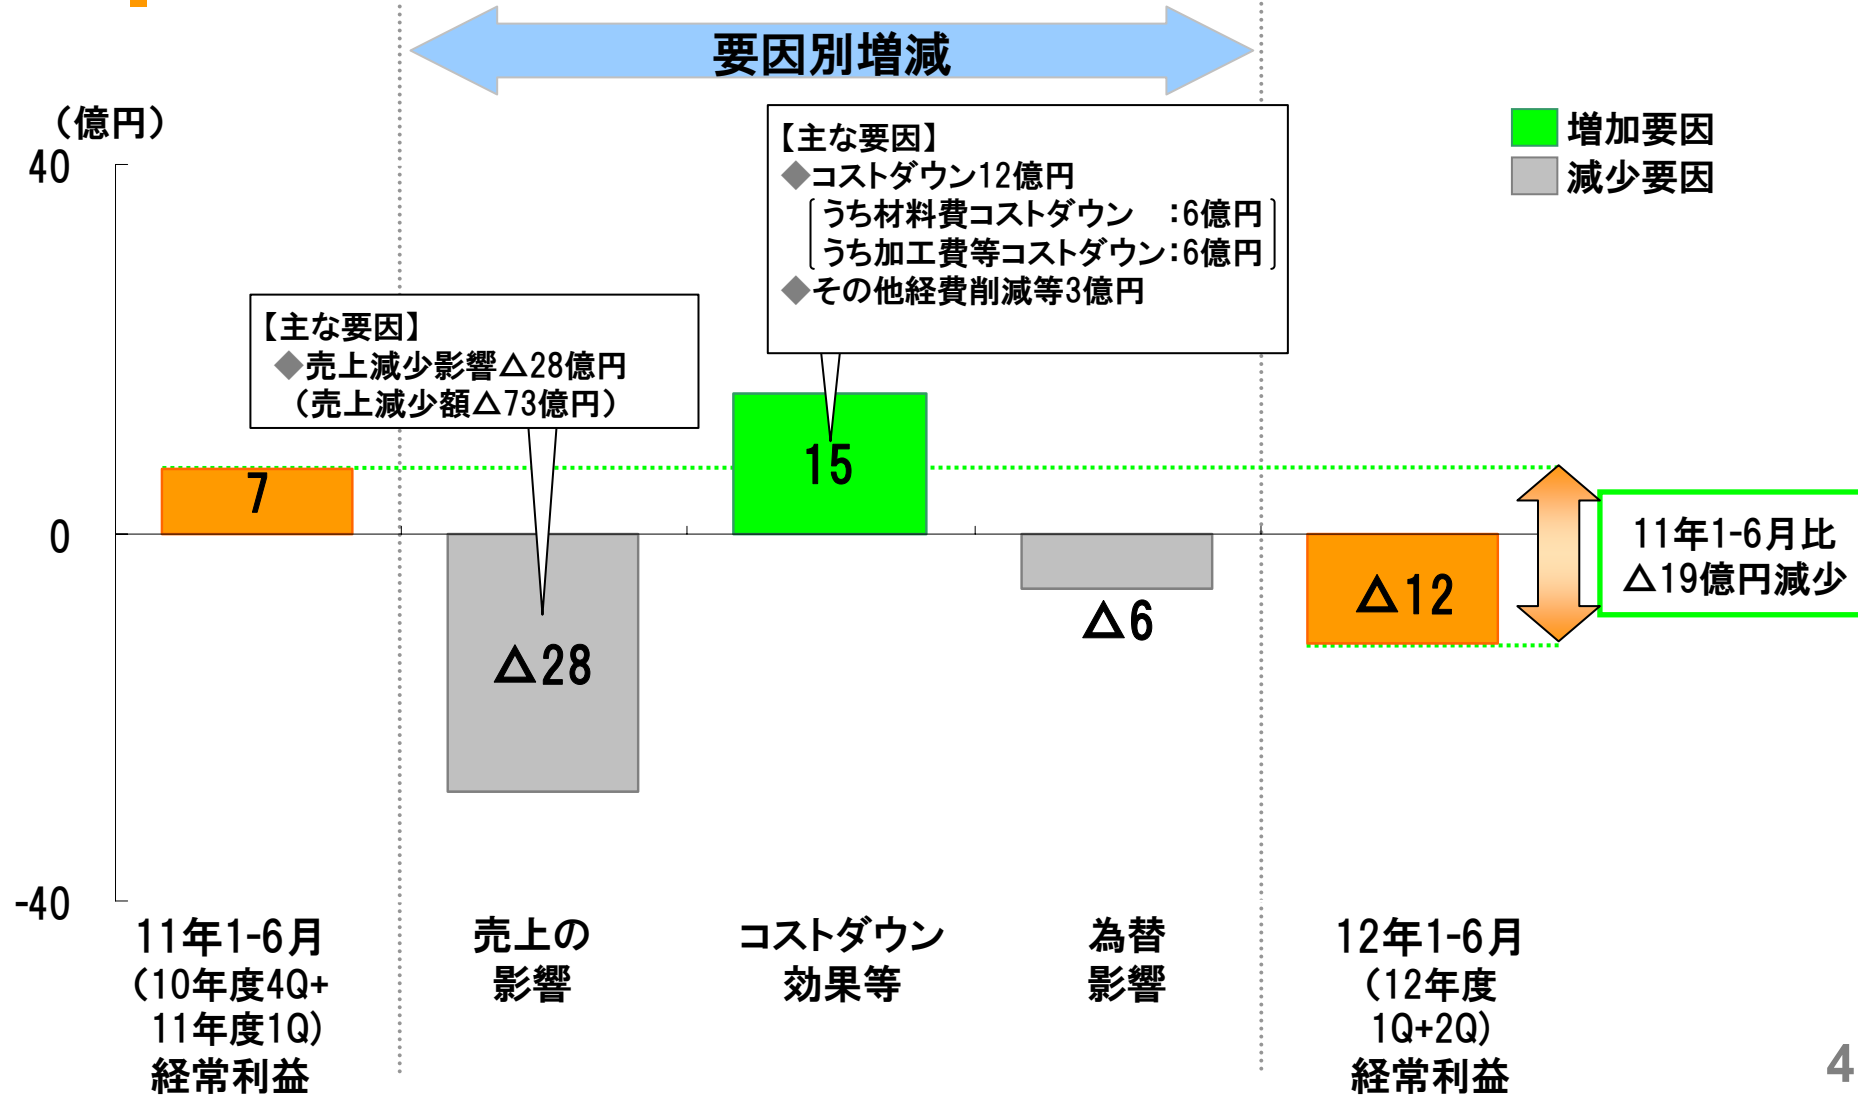 要因別増減
（億円）
増加要因
減少要因
【主な要因】
◆コストダウン12億円
うち材料費コストダウン　：6億円
うち加工費等コストダウン：6億円
◆その他経費削減等3億円
【主な要因】
◆売上減少影響△28億円
（売上減少額△73億円）
40
0
-40
7
△28
15
△6
△12
11年1-6月比
△19億円減少
11年1-6月
（10年度4Q+
11年度1Q)
経常利益
売上の
影響
コストダウン
効果等
為替
影響
12年1-6月
（12年度
1Q+2Q)
経常利益
4